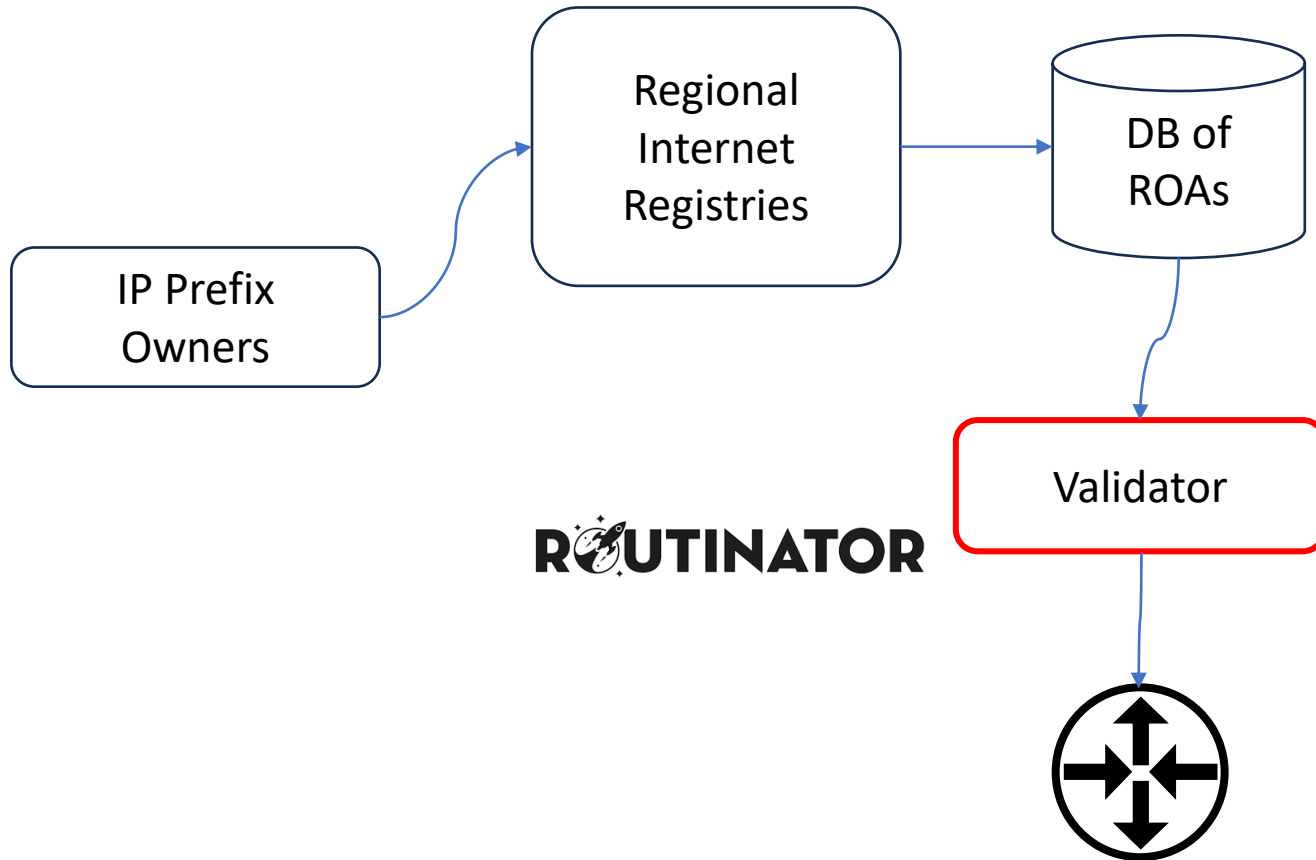 Regional
Internet
Registries
DB of
ROAs
IP Prefix
Owners
Validator
ROUTINATOR